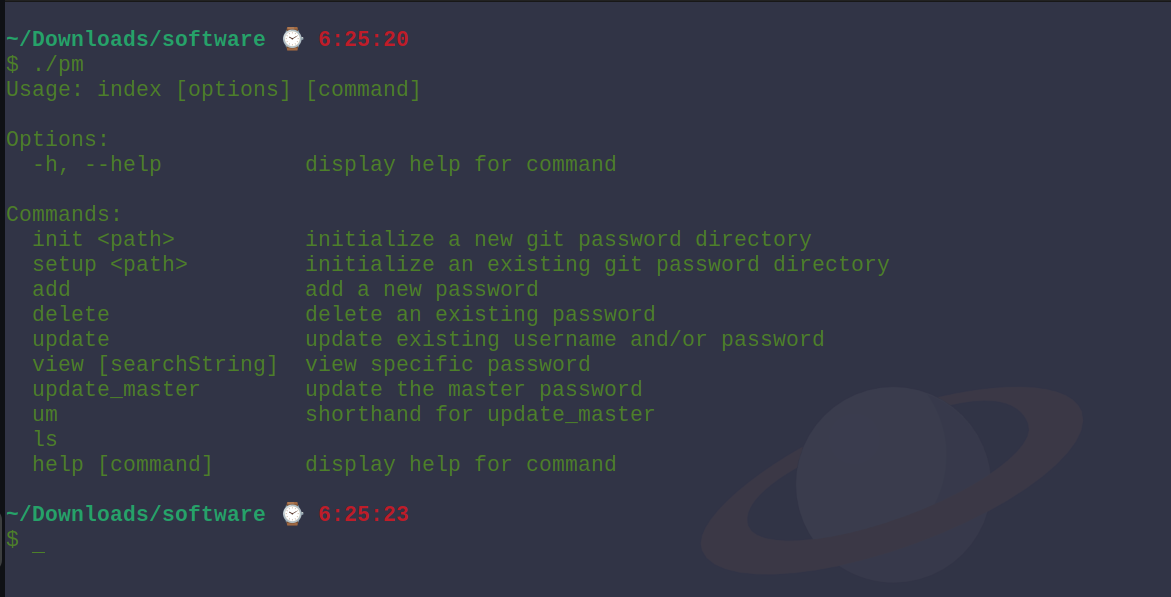 ~/Downloads/software ⌚ 6:25:20
$ ./pm
Usage: index [options] [command]

Options:
  -h, --help           display help for command

Commands:
  init <path>          initialize a new git password directory
  setup <path>         initialize an existing git password directory
  add                  add a new password
  delete               delete an existing password
  update               update existing username and/or password
  view [searchString]  view specific password
  update_master        update the master password
  um                   shorthand for update_master
  ls
  help [command]       display help for command

~/Downloads/software ⌚ 6:25:23
$ _